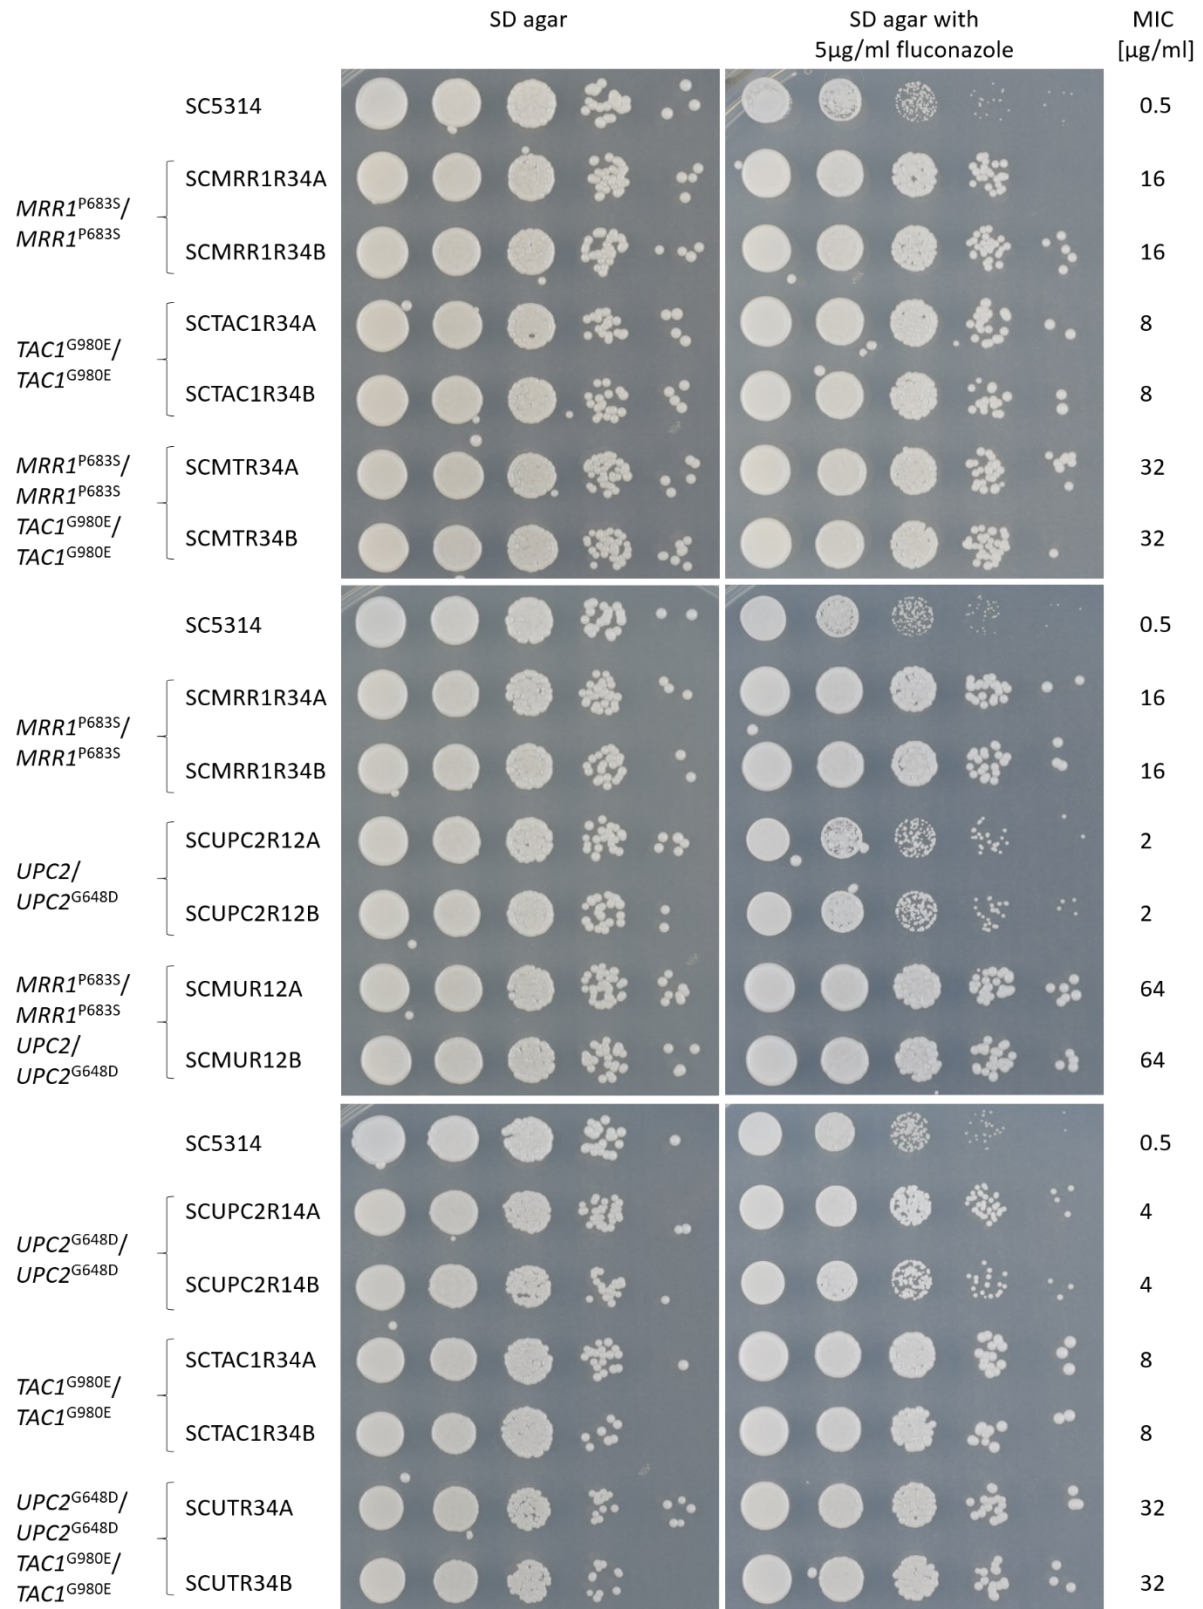 SD agar
SD agar with
5µg/ml fluconazole
MIC
[µg/ml]
SC5314
0.5
MRR1P683S/
MRR1P683S
SCMRR1R34A
16
SCMRR1R34B
16
TAC1G980E/
TAC1G980E
SCTAC1R34A
8
SCTAC1R34B
8
MRR1P683S/
MRR1P683S
TAC1G980E/
TAC1G980E
SCMTR34A
32
SCMTR34B
32
SC5314
0.5
MRR1P683S/
MRR1P683S
SCMRR1R34A
16
SCMRR1R34B
16
UPC2/
UPC2G648D
SCUPC2R12A
2
SCUPC2R12B
2
MRR1P683S/
MRR1P683S
UPC2/
UPC2G648D
SCMUR12A
64
SCMUR12B
64
SC5314
0.5
UPC2G648D/
UPC2G648D
SCUPC2R14A
4
SCUPC2R14B
4
TAC1G980E/
TAC1G980E
SCTAC1R34A
8
SCTAC1R34B
8
UPC2G648D/
UPC2G648D
TAC1G980E/
TAC1G980E
SCUTR34A
32
SCUTR34B
32